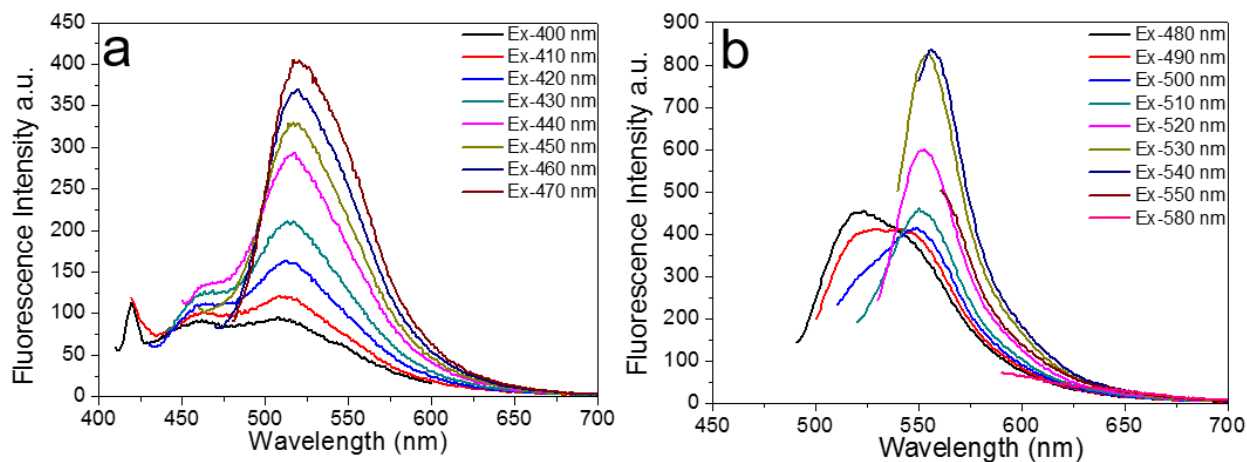 a
Fluorescence Intensity a.u.
450
400
350
300
250
200
150
100
50
0
400 450 500 550 600 650 700
Wavelength (nm)
Ex-400 nm
Ex-410 nm
Ex-420 nm
Ex-430 nm
Ex-440 nm
Ex-450 nm
Ex-460 nm
Ex-470 nm
b
Fluorescence Intensity a.u.
900
800
700
600
500
400
300
200
100
0
450 500 550 600 650 700
Wavelength (nm)
Ex-480 nm
Ex-490 nm
Ex-500 nm
Ex-510 nm
Ex-520 nm
Ex-530 nm
Ex-540 nm
Ex-550 nm
Ex-580 nm